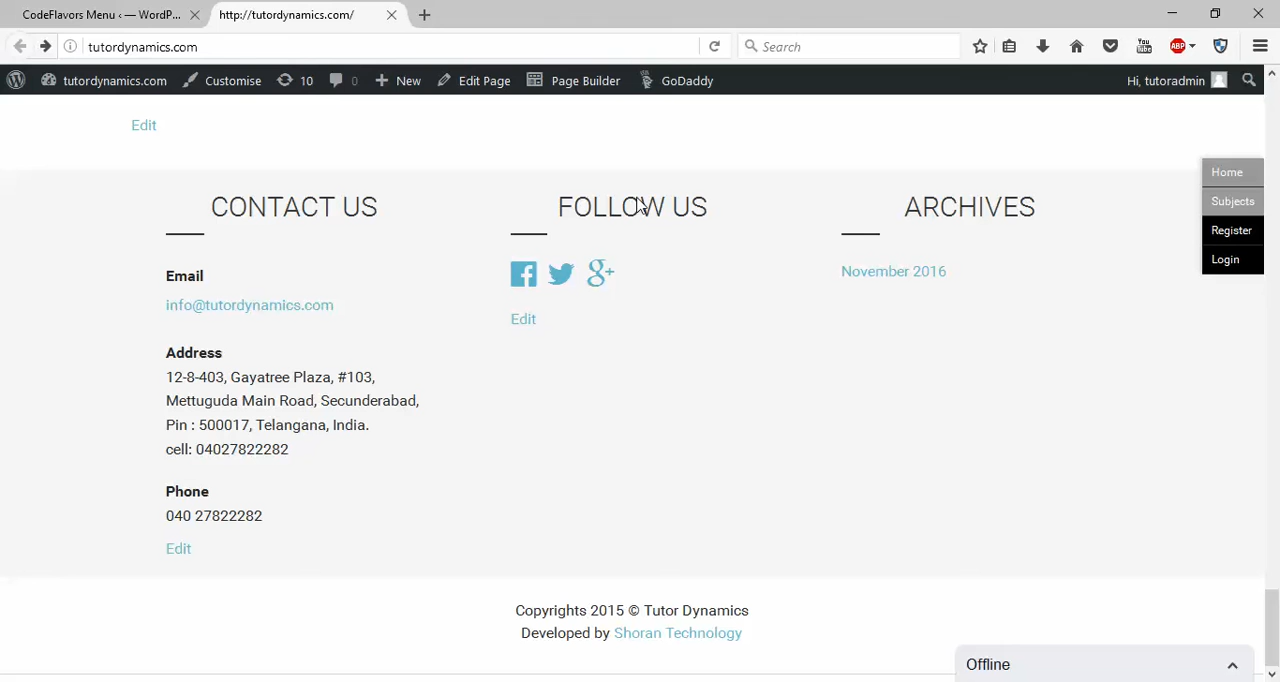 CodeFlavors Menu ‹ — WordP...
http://tutordynamics.com/
tutordynamics.com
Search
You Tube
ABP
tutordynamics.com
Customise
10
0
New
Edit Page
Page Builder
GoDaddy
Hi, tutoradmin
Edit
Home
Subjects
Register
Login
CONTACT US
Email
info@tutordynamics.com
Address
12-8-403, Gayatree Plaza, #103,
Mettuguda Main Road, Secunderabad,
Pin : 500017, Telangana, India.
cell: 04027822282
Phone
040 27822282
Edit
FOLLOW US
Edit
ARCHIVES
November 2016
Copyrights 2015 © Tutor Dynamics
Developed by Shoran Technology
Offline